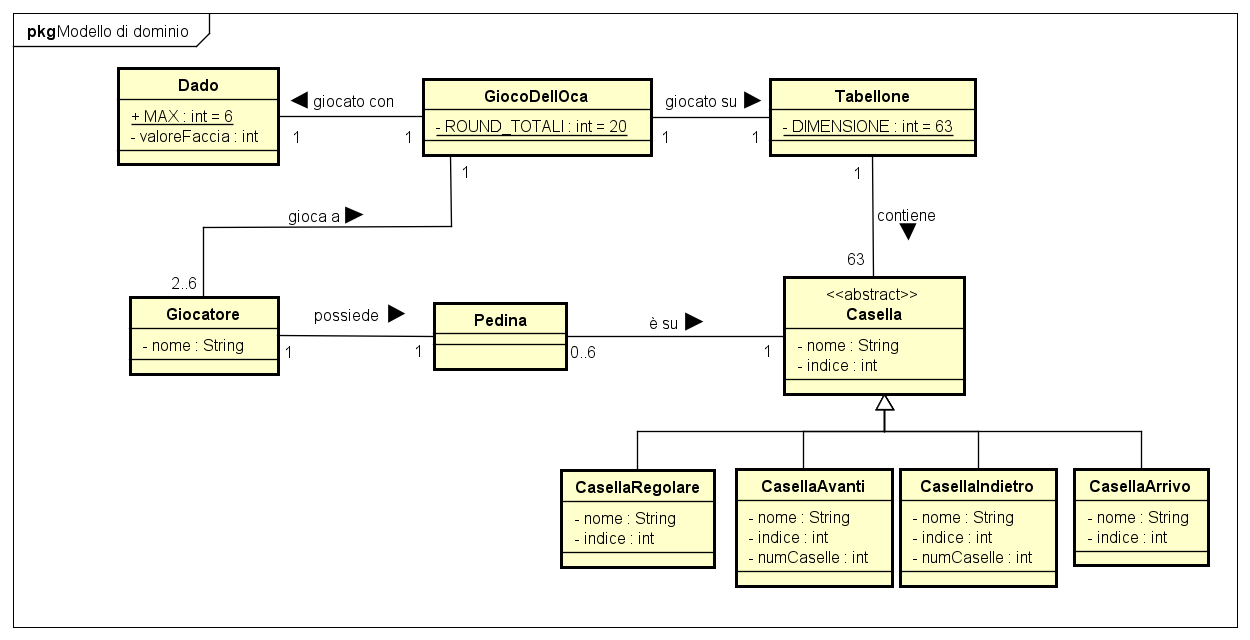 pkgModello di dominio
Dado
+ MAX : int = 6
- valoreFaccia : int
giocato con
1
1
GiocoDellOca
- ROUND_TOTALI : int = 20
giocato su
1
1
Tabellone
- DIMENSIONE : int = 63
1
gioca a
2..6
1
contiene
63
Giocatore
- nome : String
possiede
1
1
Pedina
è su
0..6
1
<<abstract>>
Casella
- nome : String
- indice : int
CasellaRegolare
- nome : String
- indice : int
CasellaAvanti
- nome : String
- indice : int
- numCaselle : int
CasellaIndietro
- nome : String
- indice : int
- numCaselle : int
CasellaArrivo
- nome : String
- indice : int